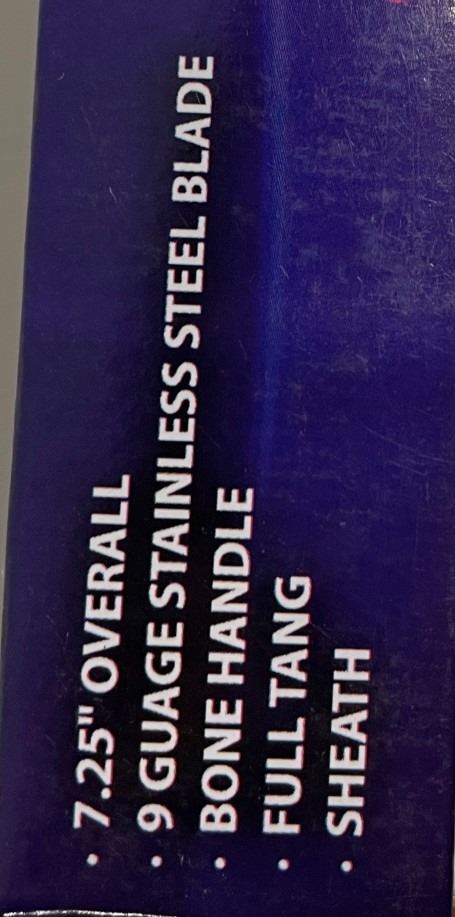 • 7.25" OVERALL
• 9 GUAGE STAINLESS STEEL BLADE
• BONE HANDLE
• FULL TANG
• SHEATH